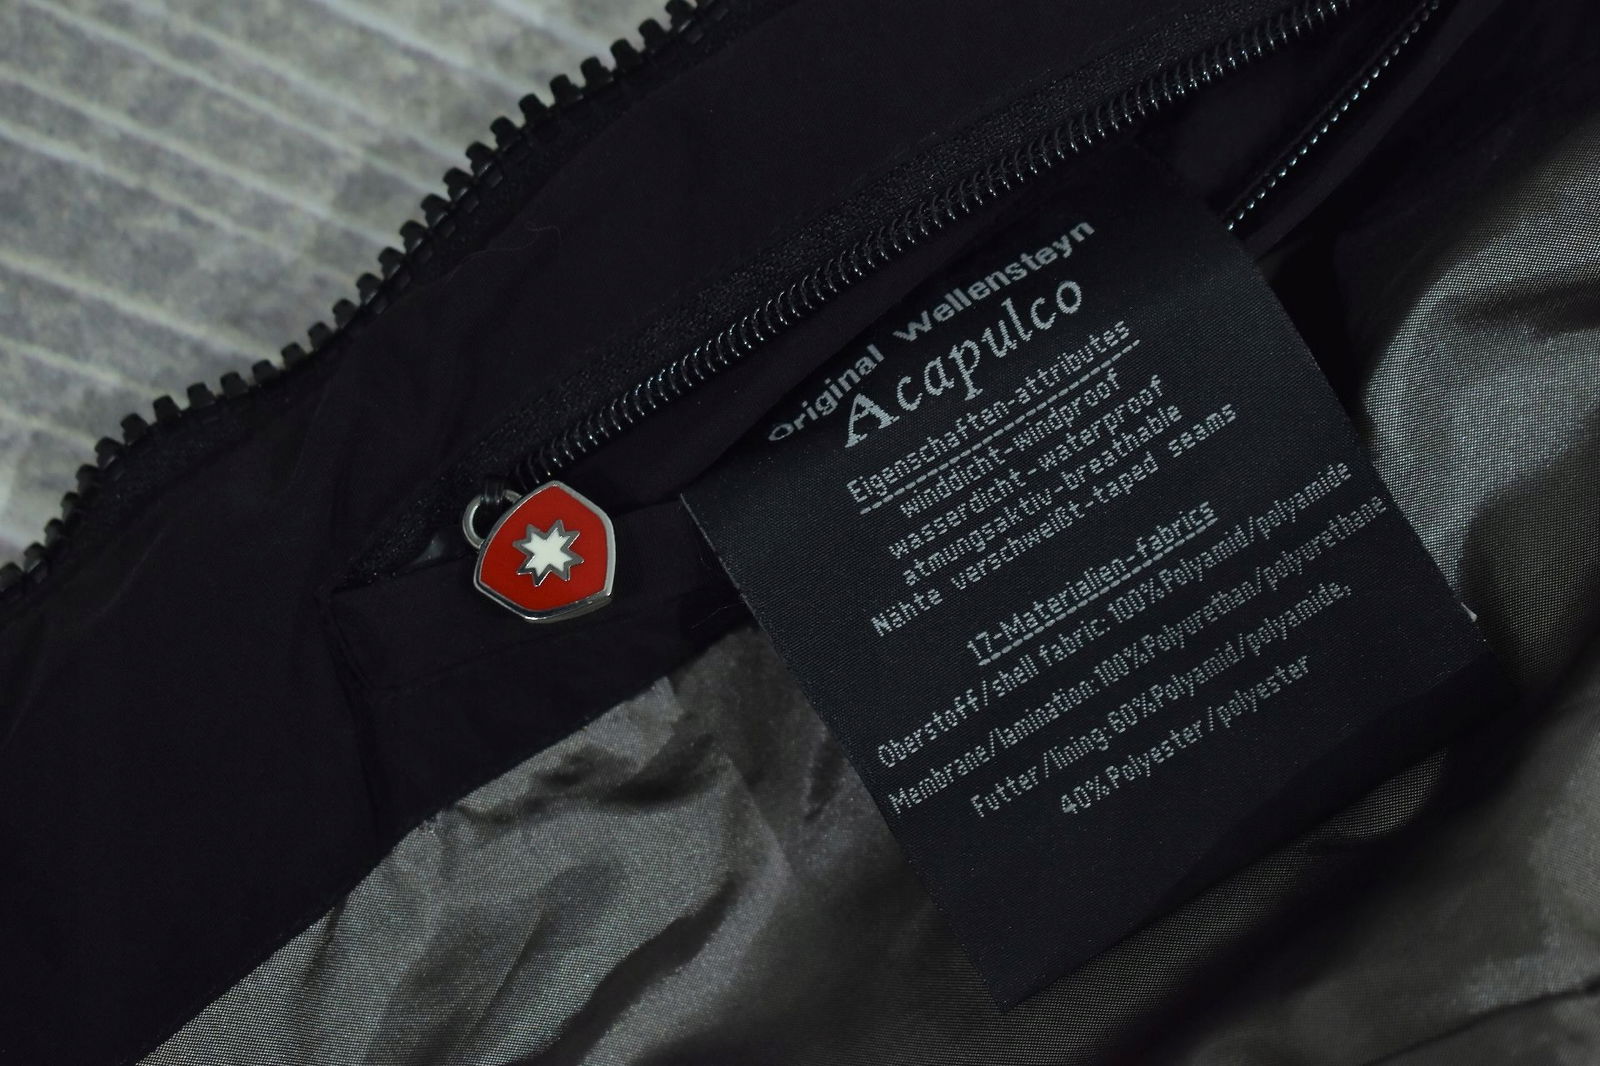 Original Wellensteyn
Acapulco
Eigenschaften-attributes
winddicht-windproof
wasserdicht-waterproof
atmungsaktiv-breathable
Nähte verschweißt-taped seams
17-Materialien-fabrics
Oberstoff/shell fabric: 100%Polyamid/polyamide
Membrane/lamination:100%Polyurethan/polyurethane
Futter/lining:60%Polyamid/polyamide,
40%Polyester/polyester